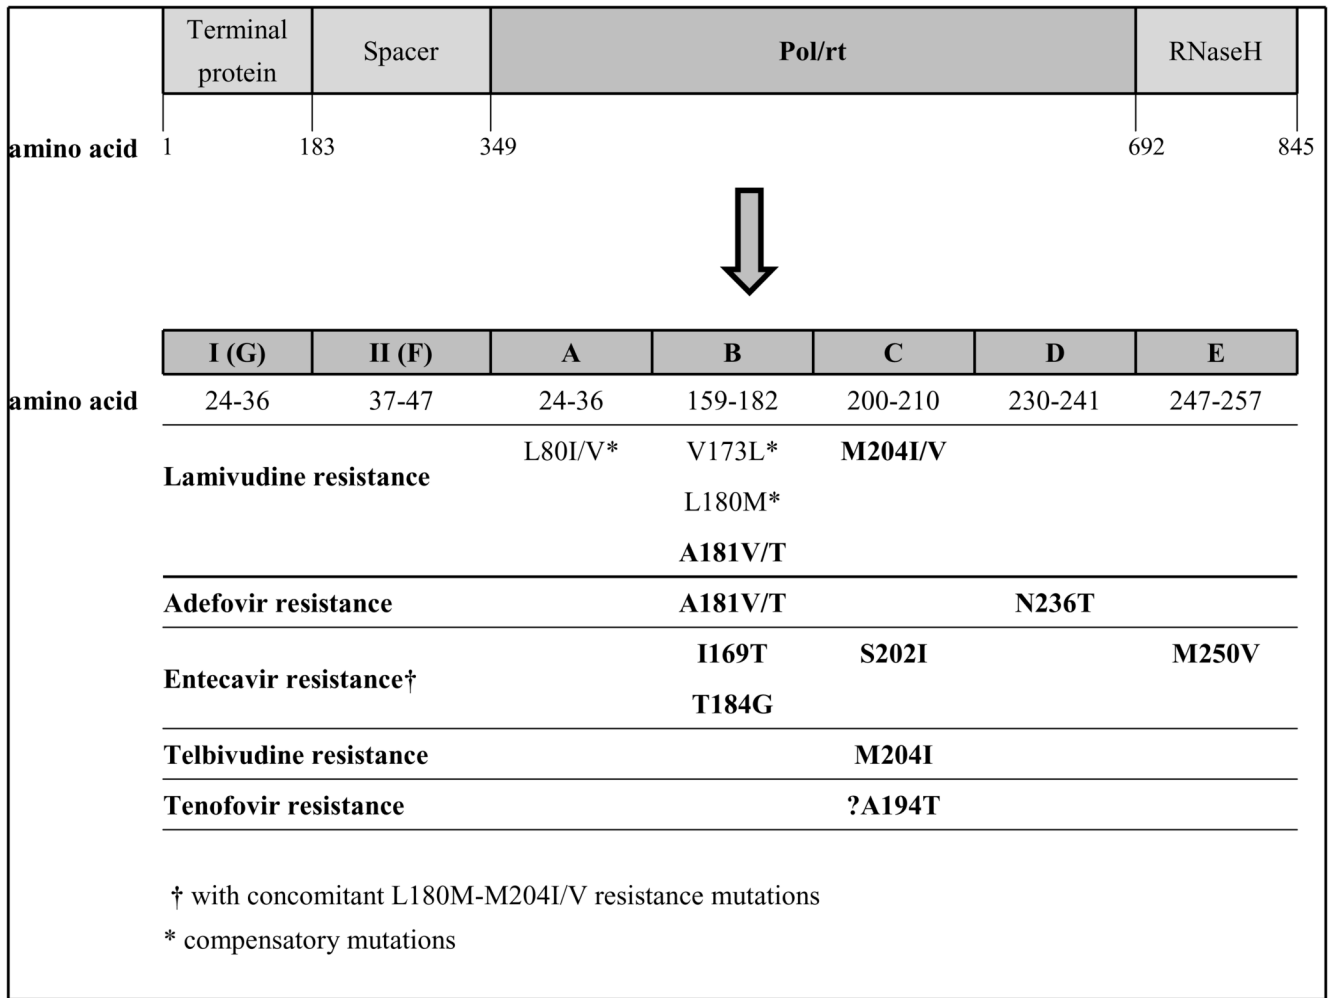 Terminal protein Spacer Pol/rt RNaseH
amino acid 1 183 349 692 845
I (G) II (F) A B C D E
amino acid 24-36 37-47 24-36 159-182 200-210 230-241 247-257
Lamivudine resistance L80I/V* V173L* M204I/V
L180M*
A181V/T
Adefovir resistance A181V/T N236T
Entecavir resistance† I169T S202I M250V
T184G
Telbivudine resistance M204I
Tenofovir resistance ?A194T
† with concomitant L180M-M204I/V resistance mutations
* compensatory mutations